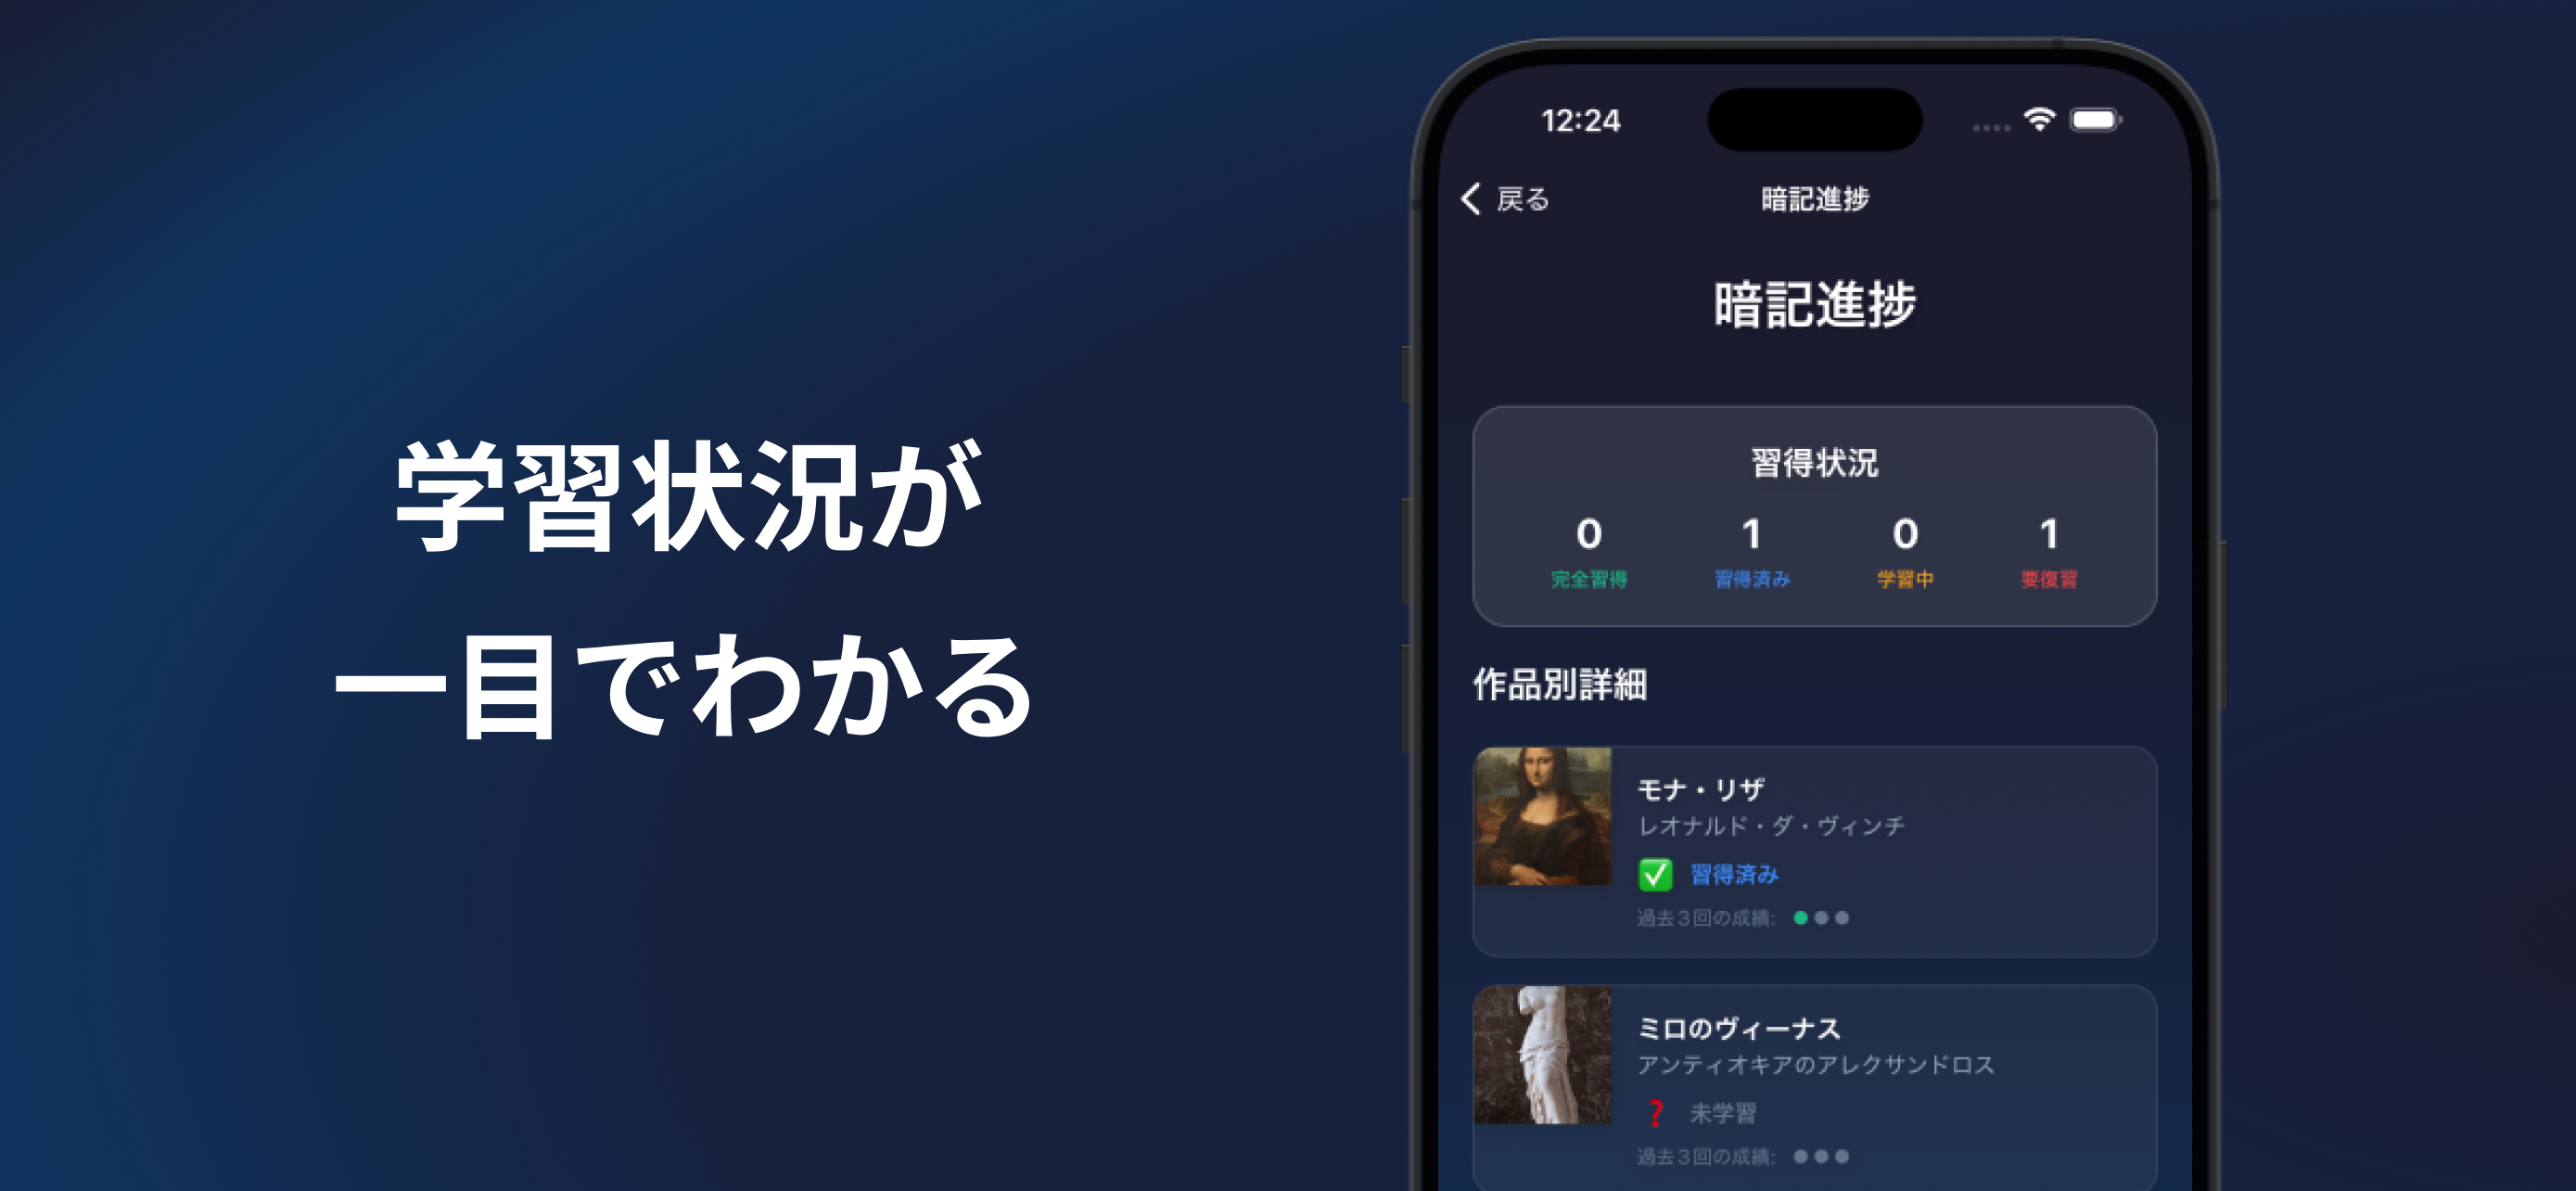 学習状況が
一目でわかる
12:24
戻る
暗記進捗
暗記進捗
習得状況
0 1 0 1
完全習得 習得済み 学習中 要復習
作品別詳細
モナ・リザ
レオナルド・ダ・ヴィンチ
✅ 習得済み
過去3回の成績:
ミロのヴィーナス
アンティオキアのアレクサンドロス
❓ 未学習
過去3回の成績: